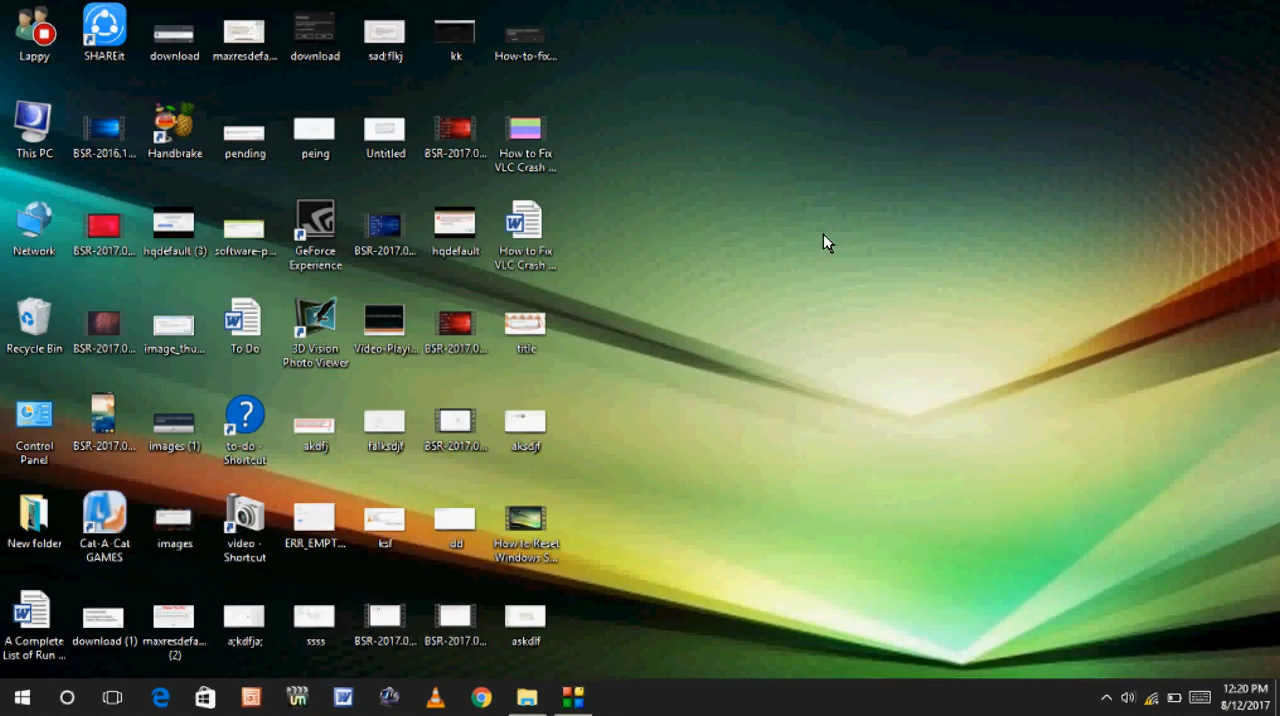 Lappy
SHAREit
download
maxresdefa...
download
sadflkj
kk
How-to-fix...
This PC
BSR-2016.1...
Handbrake
pending
peing
Untitled
BSR-2017.0...
How to Fix
VLC Crash ...
Network
BSR-2017.0...
hqdefault (3)
software-p...
GeForce
Experience
BSR-2017.0...
hqdefault
How to Fix
VLC Crash ...
Recycle Bin
BSR-2017.0...
image_thu...
To Do
3D Vision
Photo Viewer
Video-Playi...
BSR-2017.0...
title
Control
Panel
BSR-2017.0...
images (1)
to-do -
Shortcut
akdfj
falksdjf
BSR-2017.0...
aksdjf
New folder
Cat-A-Cat
GAMES
images
video -
Shortcut
ERR_EMPT...
ksf
dd
How to Reset
Windows S...
A Complete
List of Run ...
download (1)
maxresdefa...
(2)
a;kdfja;
ssss
BSR-2017.0...
BSR-2017.0...
askdlf
12:20 PM
8/12/2017